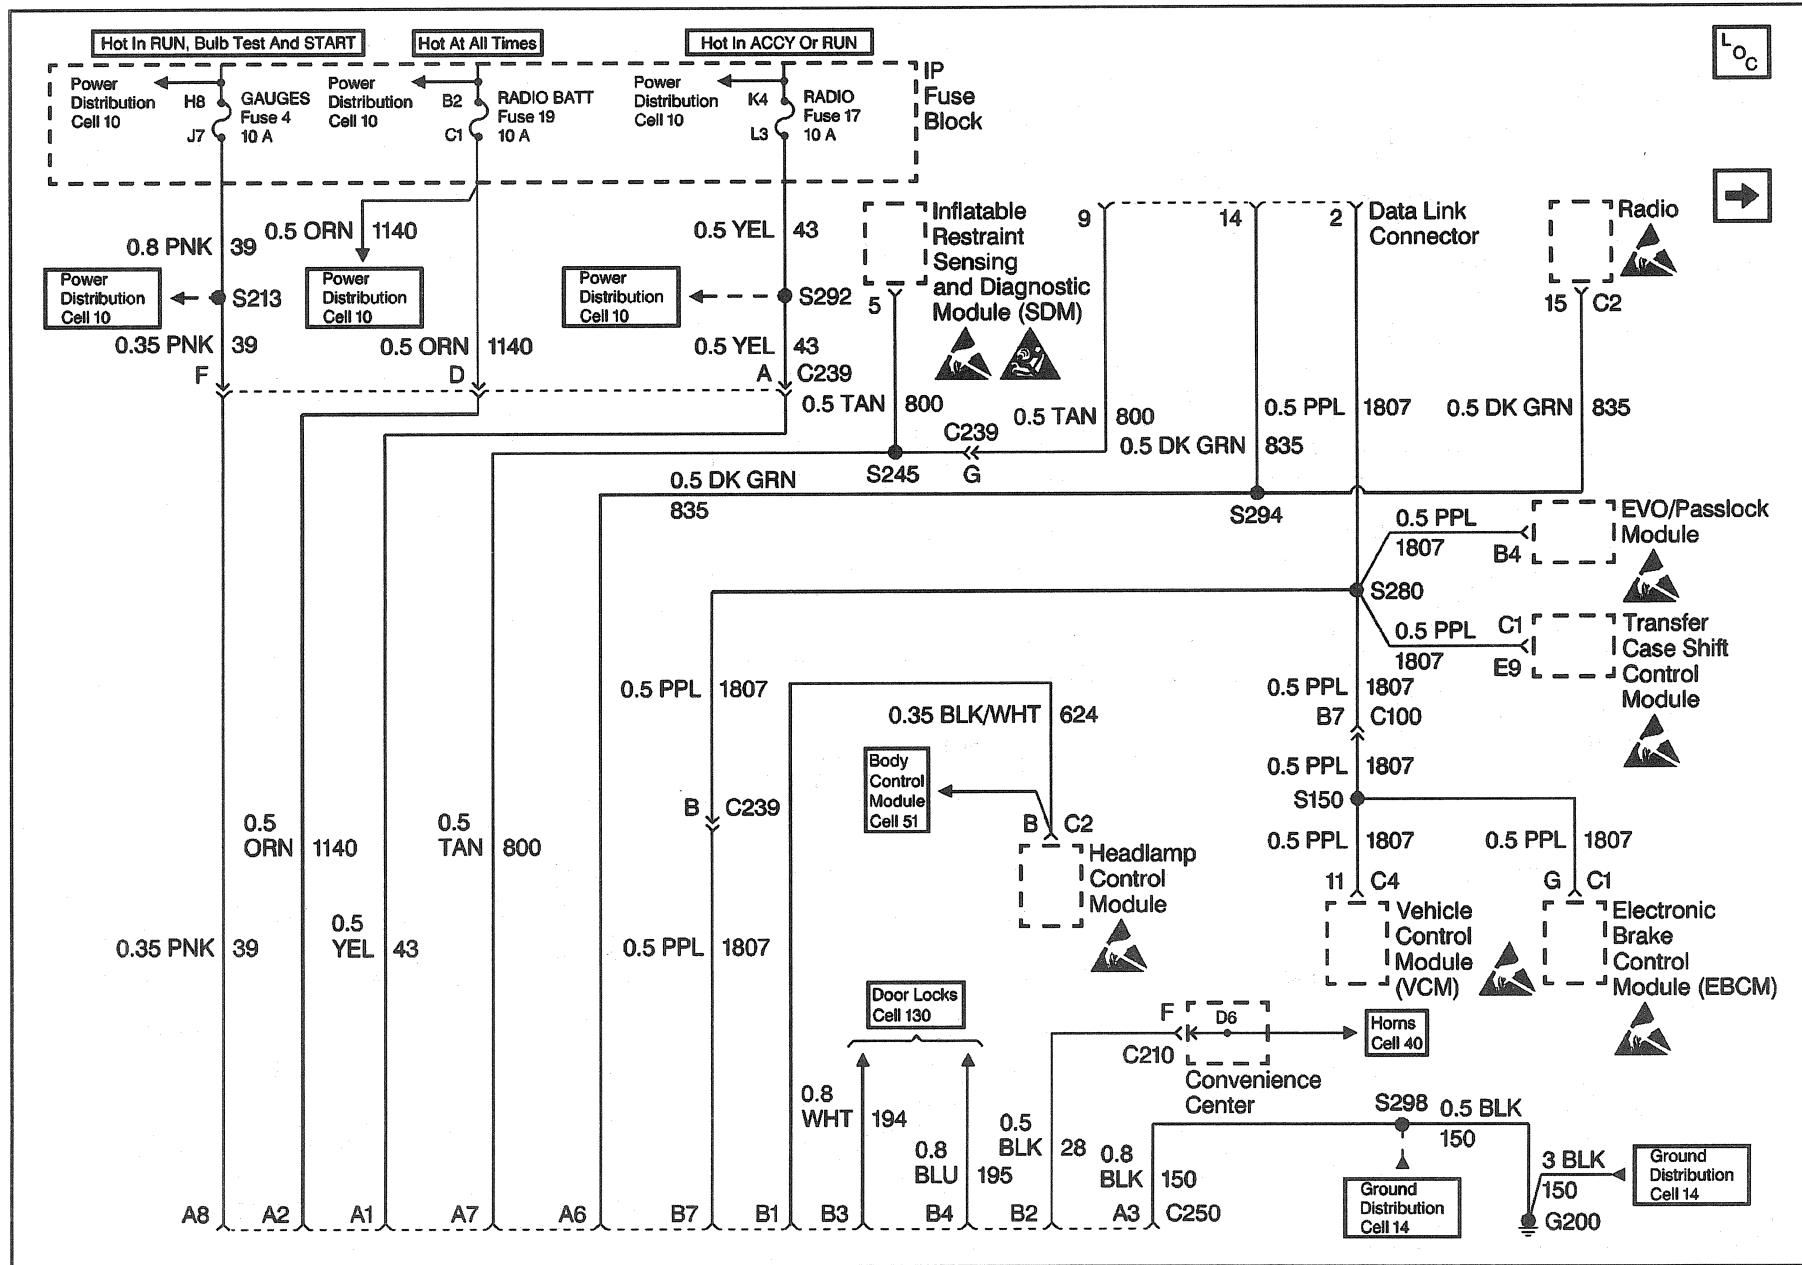 Hot In RUN, Bulb Test And START
Hot At All Times
Hot In ACCY Or RUN
L
O
C
Power
Distribution
Cell 10
H8
J7
GAUGES
Fuse 4
10 A
Power
Distribution
Cell 10
B2
C1
RADIO BATT
Fuse 19
10 A
Power
Distribution
Cell 10
K4
L3
RADIO
Fuse 17
10 A
IP
Fuse
Block
0.8 PNK 39
0.5 ORN 1140
0.5 YEL 43
Power
Distribution
Cell 10
S213
Power
Distribution
Cell 10
Power
Distribution
Cell 10
S292
0.35 PNK 39
0.5 ORN 1140
0.5 YEL 43
F
D
A C239
Inflatable
Restraint
Sensing
and Diagnostic
Module (SDM)
5
9
14
2
Data Link
Connector
Radio
15 C2
0.5 TAN 800
0.5 TAN 800
0.5 PPL 1807
0.5 DK GRN 835
C239
G
S245
0.5 DK GRN 835
0.5 DK GRN
835
S294
0.5 PPL
1807
B4
EVO/Passlock
Module
S280
0.5 PPL
1807
C1
E9
Transfer
Case Shift
Control
Module
0.5 PPL 1807
0.35 BLK/WHT 624
0.5 PPL 1807
B7 C100
0.5 PPL 1807
Body
Control
Module
Cell 51
B C239
B C2
S150
0.5
ORN 1140
0.5
TAN 800
Headlamp
Control
Module
0.5 PPL 1807
0.5 PPL 1807
11 C4
G C1
Vehicle
Control
Module
(VCM)
Electronic
Brake
Control
Module (EBCM)
0.35 PNK 39
0.5
YEL 43
0.5 PPL 1807
Door Locks
Cell 130
F
D6
C210
Convenience
Center
Horns
Cell 40
0.8
WHT 194
0.8
BLU 195
0.5
BLK 28
0.8
BLK 150
S298
0.5 BLK
150
3 BLK
150
Ground
Distribution
Cell 14
Ground
Distribution
Cell 14
G200
A8
A2
A1
A7
A6
B7
B1
B3
B4
B2
A3 C250